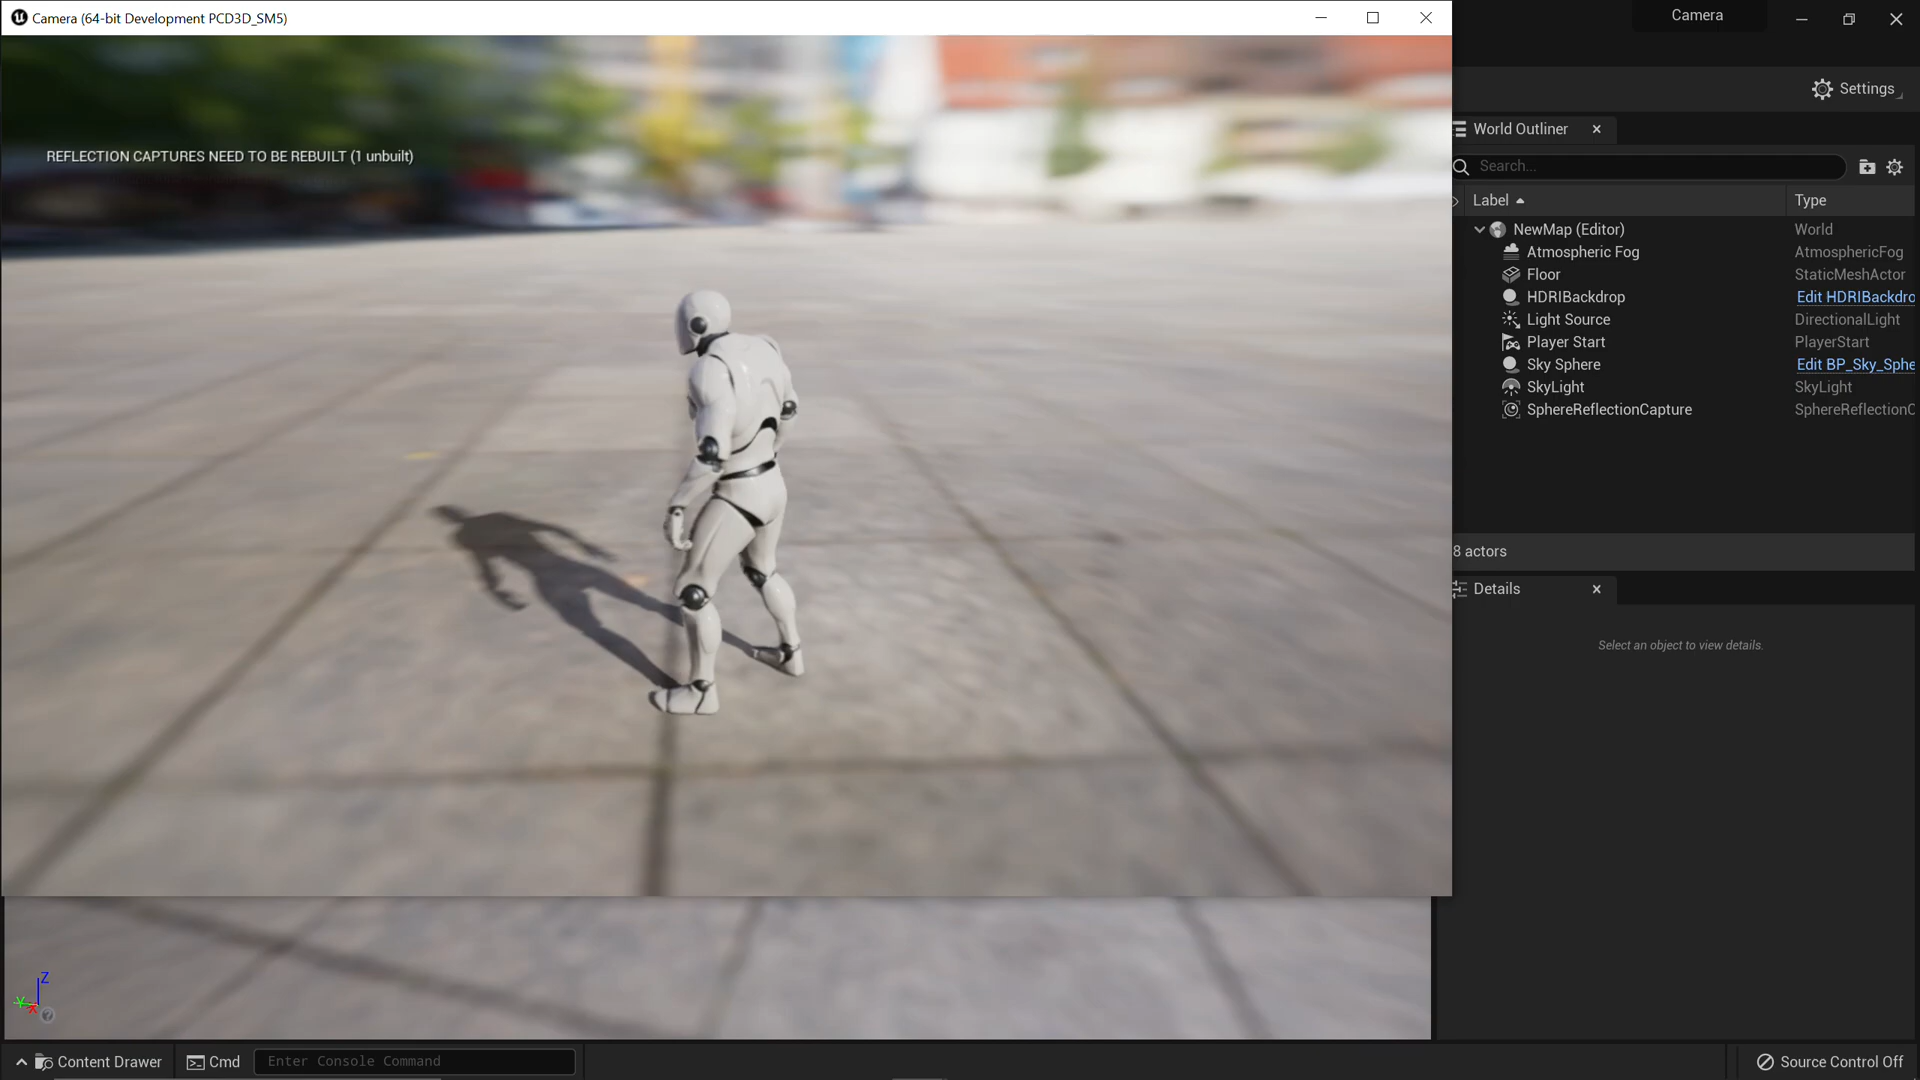 Camera (64-bit Development PCD3D_SM5)
Camera
Settings
REFLECTION CAPTURES NEED TO BE REBUILT (1 unbuilt)
World Outliner
Search...
Label Type
NewMap (Editor) World
Atmospheric Fog AtmosphericFog
Floor StaticMeshActor
HDRIBackdrop Edit HDRIBackdro
Light Source DirectionalLight
Player Start PlayerStart
Sky Sphere Edit BP_Sky_Sphe
SkyLight SkyLight
SphereReflectionCapture SphereReflectionC
8 actors
Details
Select an object to view details.
Z
Y
X
Content Drawer
Cmd
Enter Console Command
Source Control Off